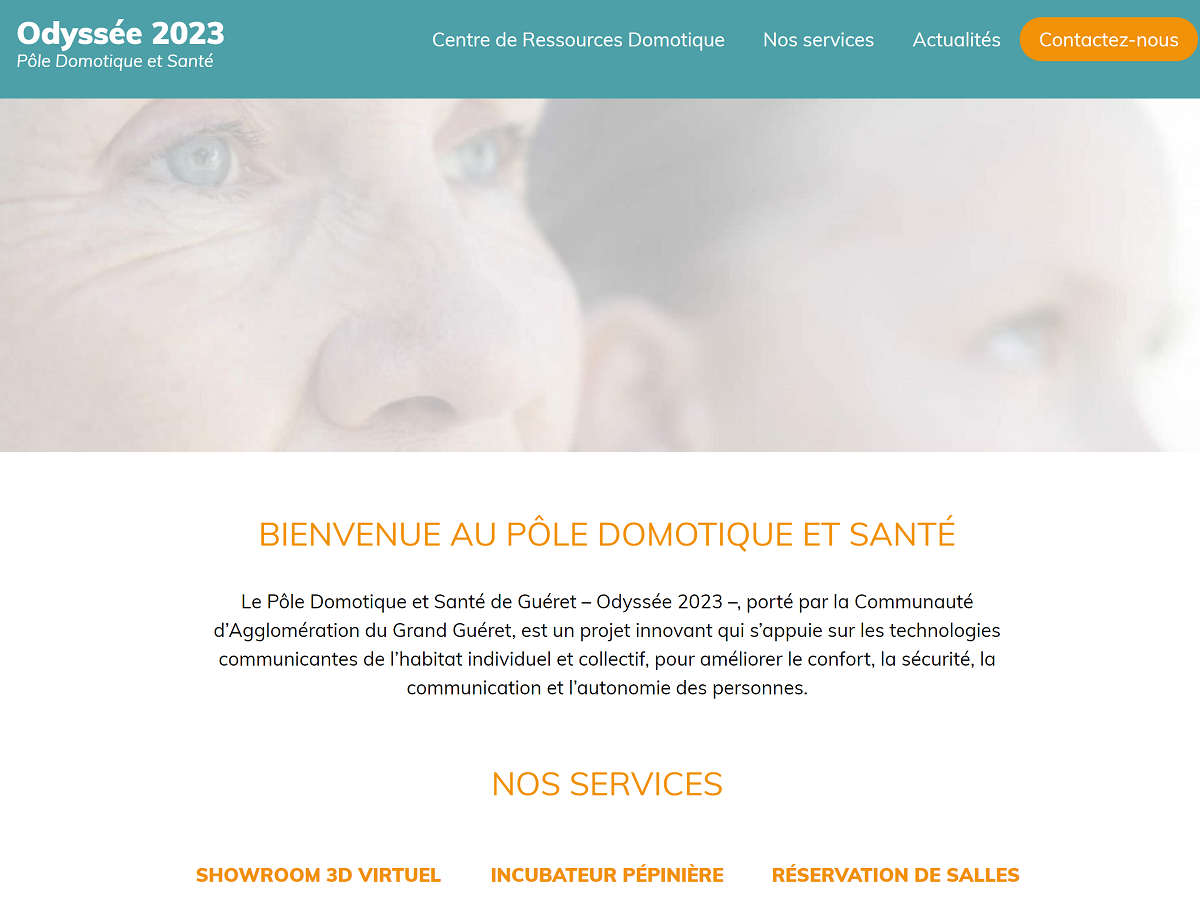 Odyssée 2023
Pôle Domotique et Santé
Centre de Ressources Domotique
Nos services
Actualités
Contactez-nous
BIENVENUE AU PÔLE DOMOTIQUE ET SANTÉ
Le Pôle Domotique et Santé de Guéret – Odyssée 2023 –, porté par la Communauté
d’Agglomération du Grand Guéret, est un projet innovant qui s’appuie sur les technologies
communicantes de l’habitat individuel et collectif, pour améliorer le confort, la sécurité, la
communication et l’autonomie des personnes.
NOS SERVICES
SHOWROOM 3D VIRTUEL
INCUBATEUR PÉPINIÈRE
RÉSERVATION DE SALLES